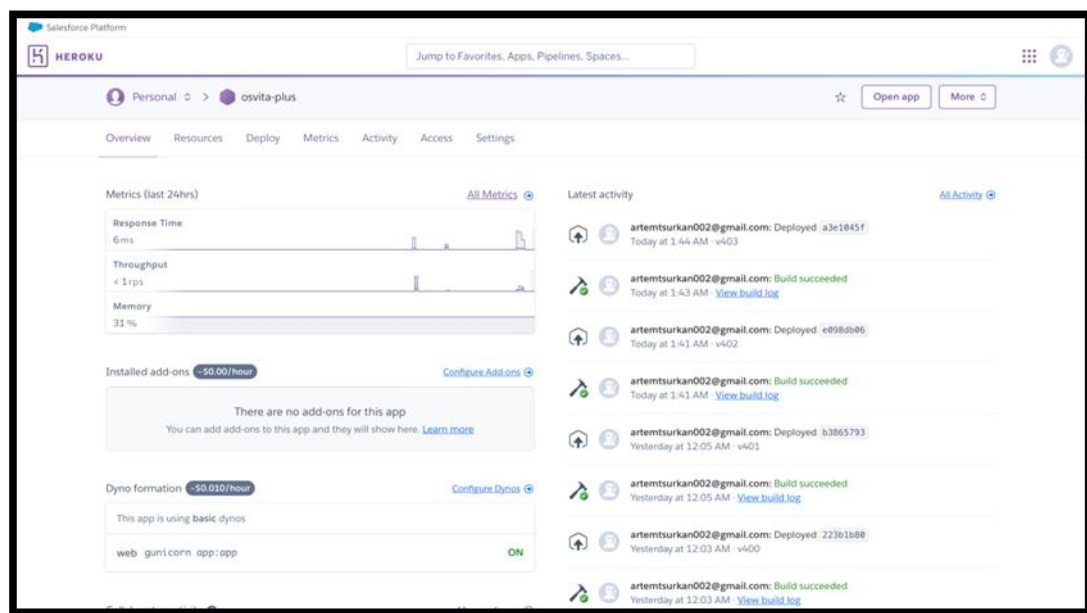 Salesforce Platform
HEROKU
Jump to Favorites, Apps, Pipelines, Spaces...
Personal > osvita-plus
Open app
More
Overview Resources Deploy Metrics Activity Access Settings
Metrics (last 24hrs)
All Metrics
Response Time
6ms
Throughput
< 1rps
Memory
31 %
Installed add-ons ~$0.00/hour
Configure Add-ons
There are no add-ons for this app
You can add add-ons to this app and they will show here. Learn more
Dyno formation ~$0.010/hour
Configure Dynos
This app is using basic dynos
web gunicorn app:app
ON
Latest activity
All Activity
artemtsurkan002@gmail.com: Deployed a3e1045f
Today at 1:44 AM · v403
artemtsurkan002@gmail.com: Build succeeded
Today at 1:43 AM · View build log
artemtsurkan002@gmail.com: Deployed e098db06
Today at 1:41 AM · v402
artemtsurkan002@gmail.com: Build succeeded
Today at 1:41 AM · View build log
artemtsurkan002@gmail.com: Deployed b3865793
Yesterday at 12:05 AM · v401
artemtsurkan002@gmail.com: Build succeeded
Yesterday at 12:05 AM · View build log
artemtsurkan002@gmail.com: Deployed 223b1b80
Yesterday at 12:03 AM · v400
artemtsurkan002@gmail.com: Build succeeded
Yesterday at 12:03 AM · View build log